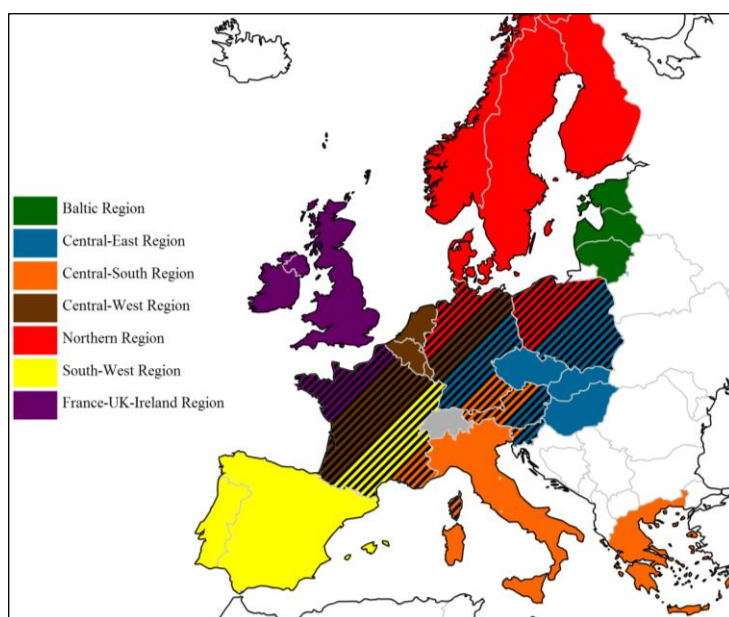 Baltic Region
Central-East Region
Central-South Region
Central-West Region
Northern Region
South-West Region
France-UK-Ireland Region